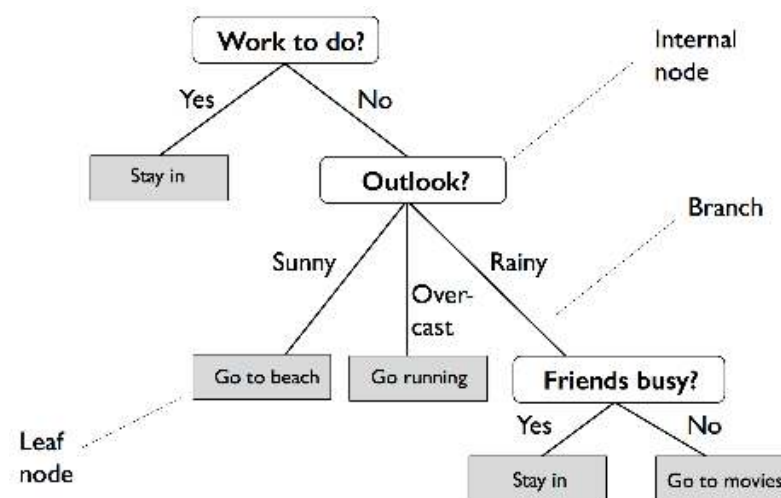 Work to do?
Internal
node
Yes
No
Stay in
Outlook?
Branch
Sunny
Rainy
Over-
cast
Go to beach
Go running
Friends busy?
Leaf
node
Yes
No
Stay in
Go to movies